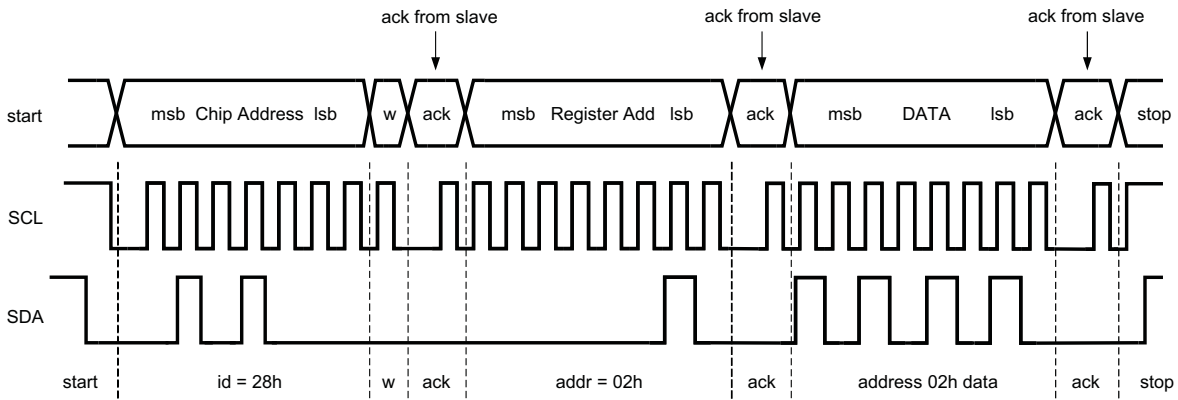 ack from slave ack from slave ack from slave
start msb Chip Address lsb w ack msb Register Add lsb ack msb DATA lsb ack stop
SCL
SDA
start id = 28h w ack addr = 02h ack address 02h data ack stop